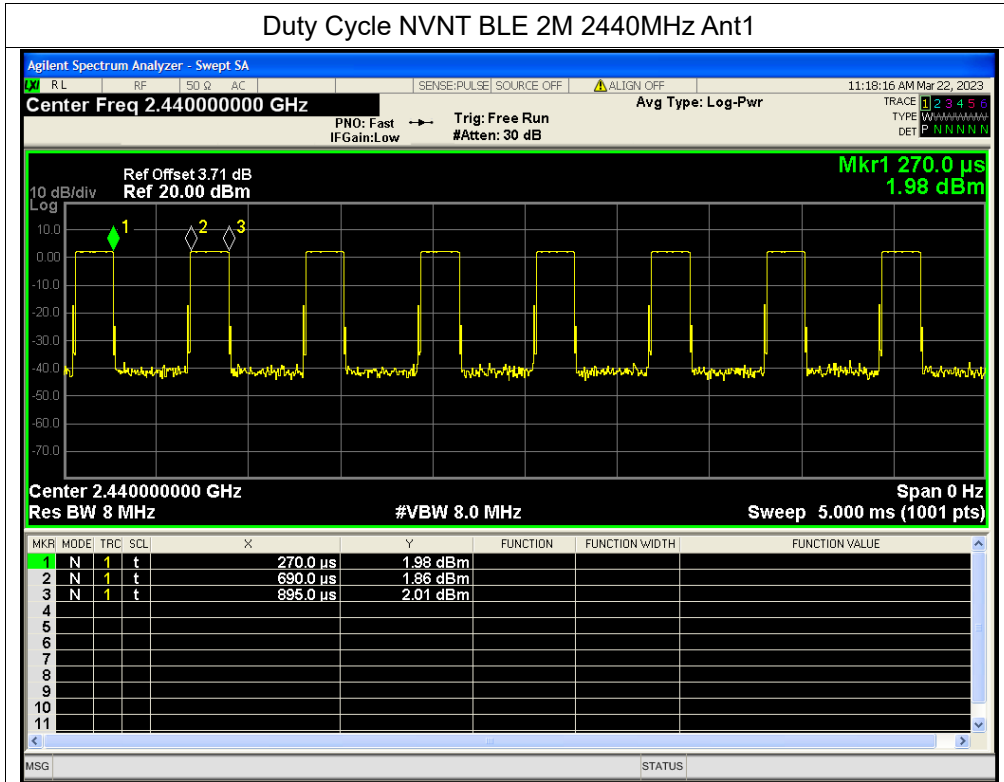 Duty Cycle NVNT BLE 2M 2440MHz Ant1
Agilent Spectrum Analyzer - Swept SA
LXI RL RF 50 Ω AC SENSE:PULSE SOURCE OFF ALIGN OFF 11:18:16 AM Mar 22, 2023
Center Freq 2.440000000 GHz Avg Type: Log-Pwr TRACE 1 2 3 4 5 6
PNO: Fast Trig: Free Run TYPE WWWWWW
IFGain:Low #Atten: 30 dB DET P N N N N N
Mkr1 270.0 µs
1.98 dBm
Ref Offset 3.71 dB
10 dB/div Ref 20.00 dBm
Log
10.0
0.00
-10.0
-20.0
-30.0
-40.0
-50.0
-60.0
-70.0
1 2 3
Center 2.440000000 GHz Span 0 Hz
Res BW 8 MHz #VBW 8.0 MHz Sweep 5.000 ms (1001 pts)
MKR MODE TRC SCL X Y FUNCTION FUNCTION WIDTH FUNCTION VALUE
1 N 1 t 270.0 µs 1.98 dBm
2 N 1 t 690.0 µs 1.86 dBm
3 N 1 t 895.0 µs 2.01 dBm
4
5
6
7
8
9
10
11
MSG STATUS